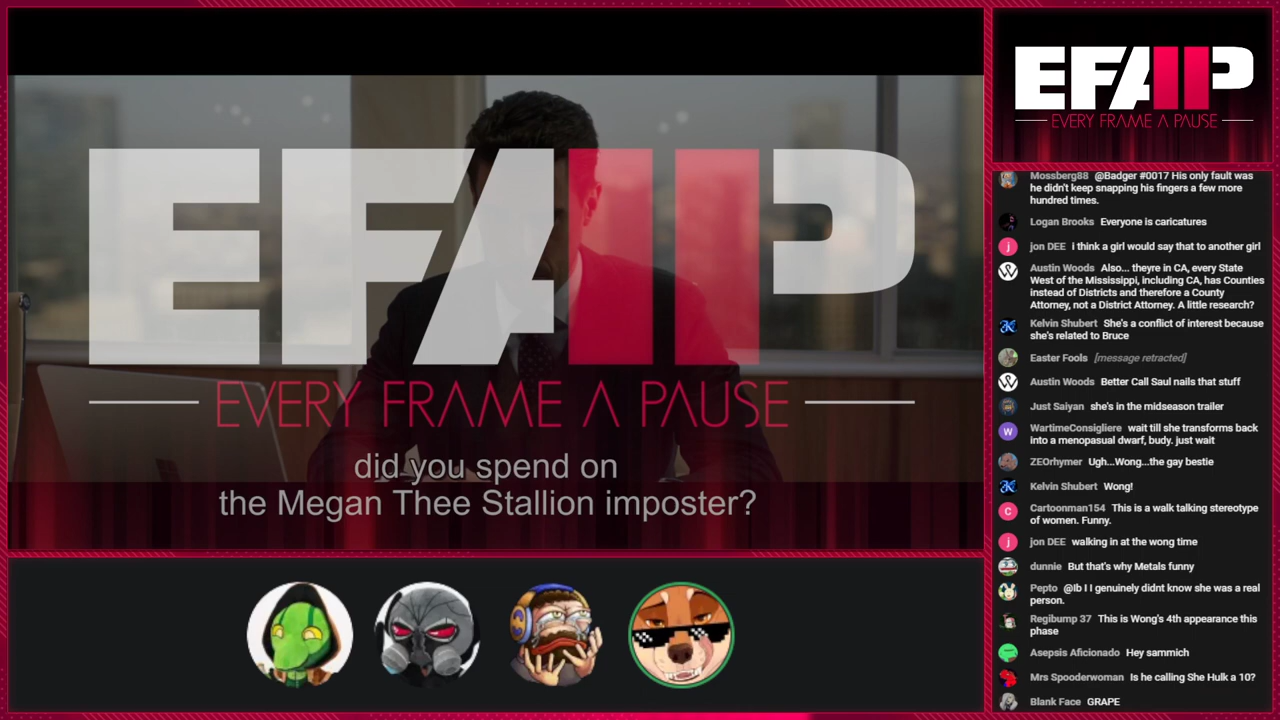 EFAP
EVERY FRAME A PAUSE
did you spend on
the Megan Thee Stallion imposter?
EFAP
EVERY FRAME A PAUSE
Mossberg88 @Badger #0017 His only fault was
he didn't keep snapping his fingers a few more
hundred times.
Logan Brooks Everyone is caricatures
j
jon DEE i think a girl would say that to another girl
Austin Woods Also... theyre in CA, every State
West of the Mississippi, including CA, has Counties
instead of Districts and therefore a County
Attorney, not a District Attorney. A little research?
Kelvin Shubert She's a conflict of interest because
she's related to Bruce
Easter Fools [message retracted]
Austin Woods Better Call Saul nails that stuff
Just Saiyan she's in the midseason trailer
W
WartimeConsigliere wait till she transforms back
into a menopasual dwarf, budy. just wait
ZEOrhymer Ugh...Wong...the gay bestie
Kelvin Shubert Wong!
C
Cartoonman154 This is a walk talking stereotype
of women. Funny.
j
jon DEE walking in at the wong time
dunnie But that's why Metals funny
Pepto @Ib I I genuinely didnt know she was a real
person.
Regibump 37 This is Wong's 4th appearance this
phase
Asepsis Aficionado Hey sammich
Mrs Spooderwoman Is he calling She Hulk a 10?
Blank Face GRAPE